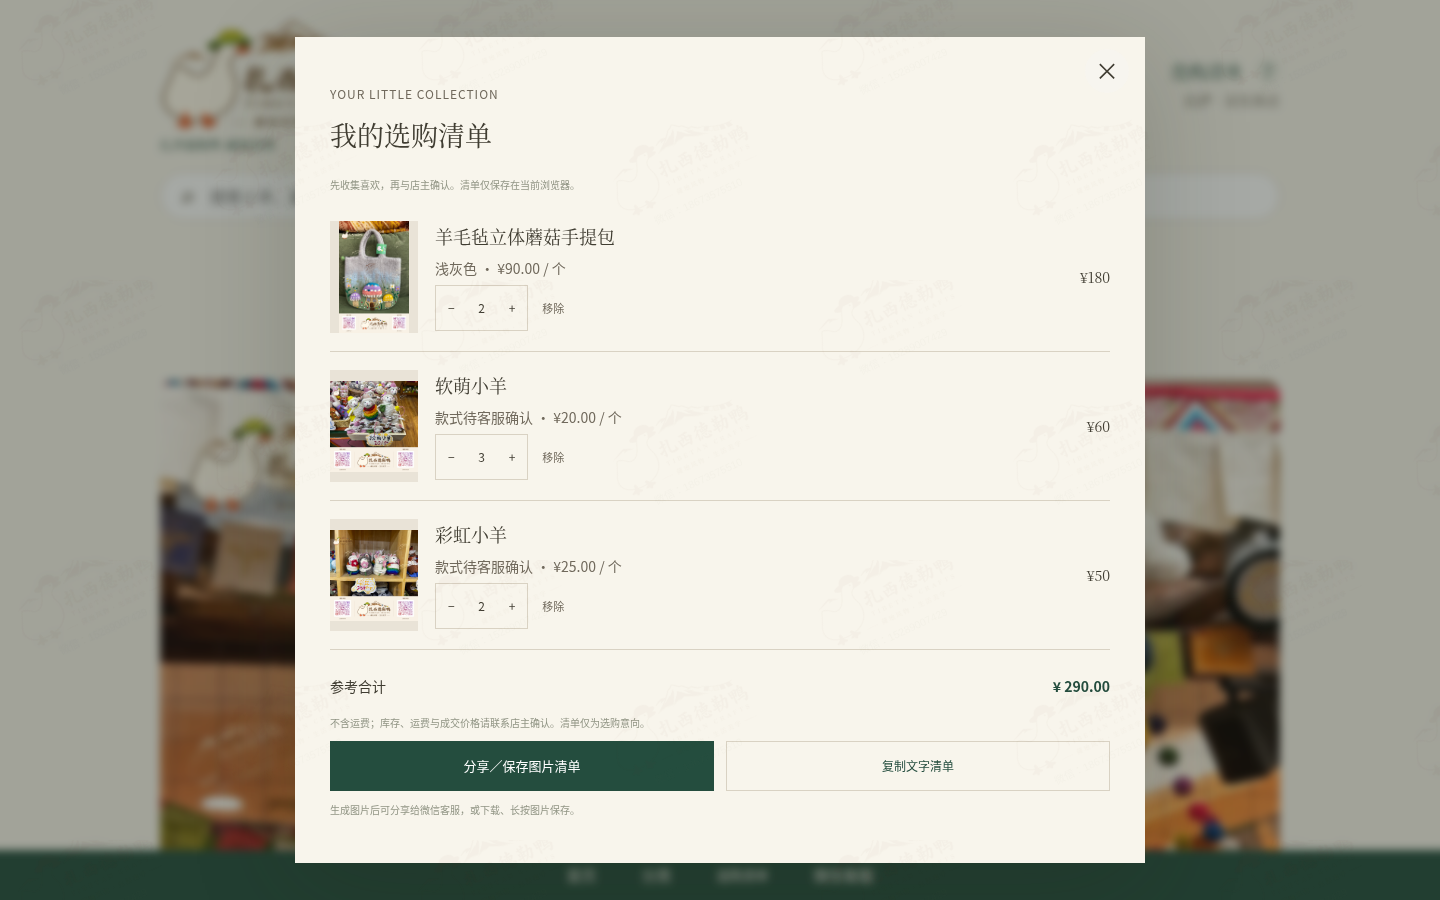 YOUR LITTLE COLLECTION
我的选购清单
先收集喜欢，再与店主确认。清单仅保存在当前浏览器。
羊毛毡立体蘑菇手提包
浅灰色 · ¥90.00 / 个
− 2 + 移除
¥180
软萌小羊
款式待客服确认 · ¥20.00 / 个
− 3 + 移除
¥60
彩虹小羊
款式待客服确认 · ¥25.00 / 个
− 2 + 移除
¥50
参考合计
¥ 290.00
不含运费；库存、运费与成交价格请联系店主确认。清单仅为选购意向。
分享／保存图片清单
复制文字清单
生成图片后可分享给微信客服，或下载、长按图片保存。